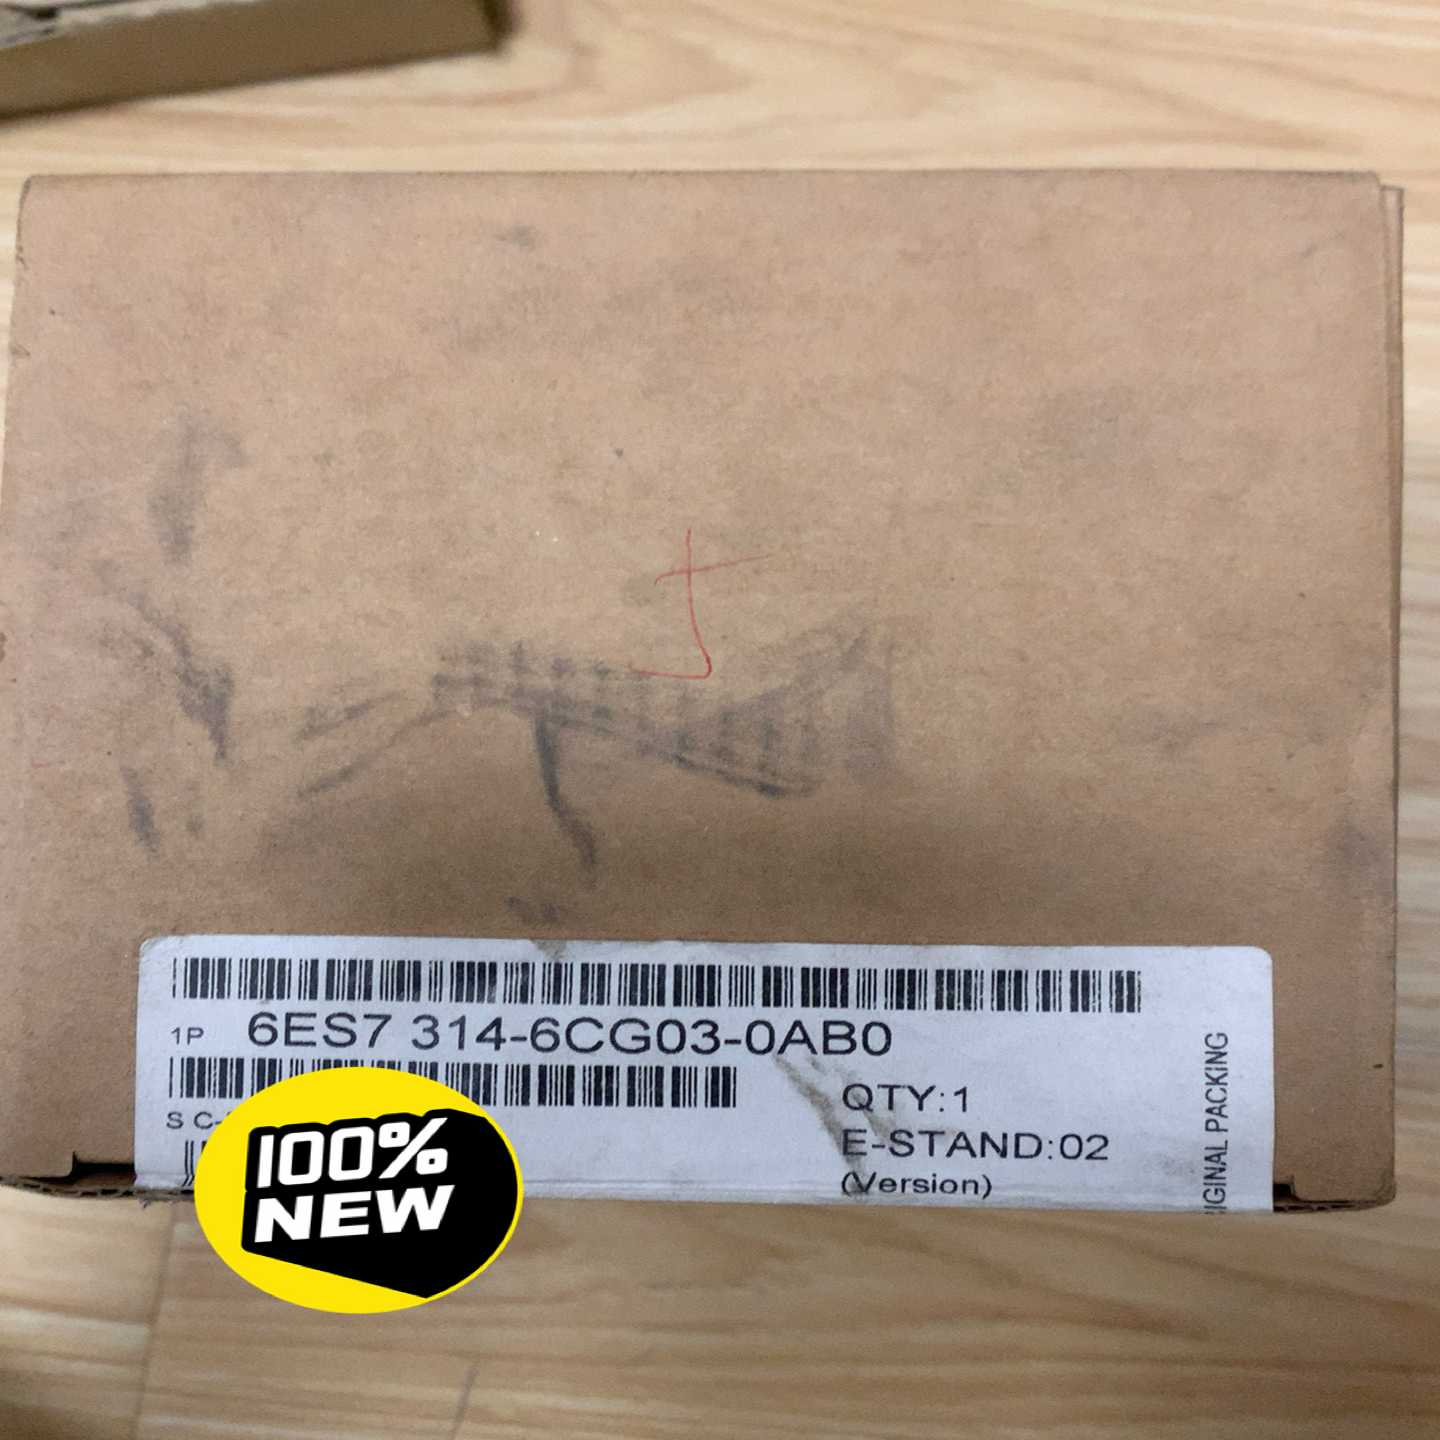 1P 6ES7 314-6CG03-0AB0
S C-
QTY:1
E-STAND:02
(Version)
IGINAL PACKING
100%
NEW